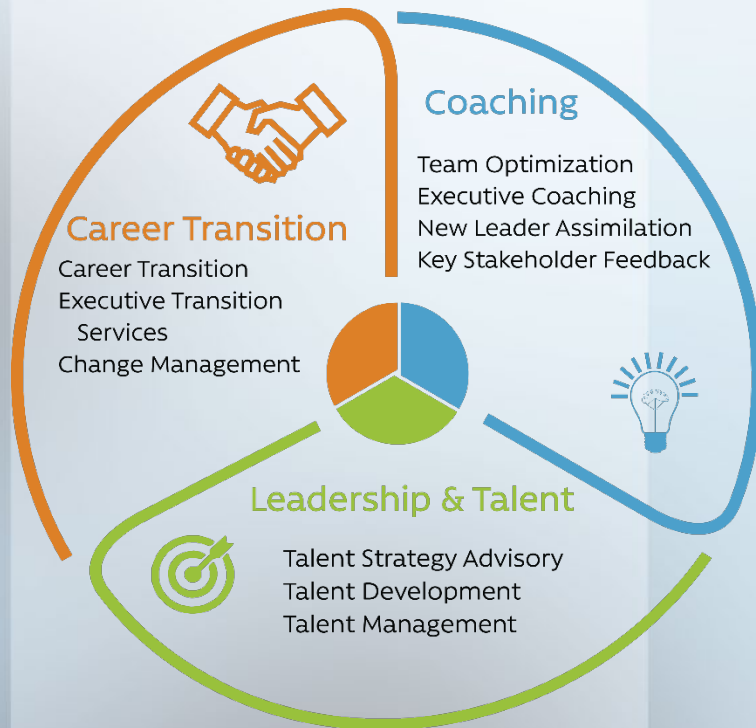 Career Transition
Career Transition
Executive Transition
Services
Change Management
Coaching
Team Optimization
Executive Coaching
New Leader Assimilation
Key Stakeholder Feedback
Leadership & Talent
Talent Strategy Advisory
Talent Development
Talent Management